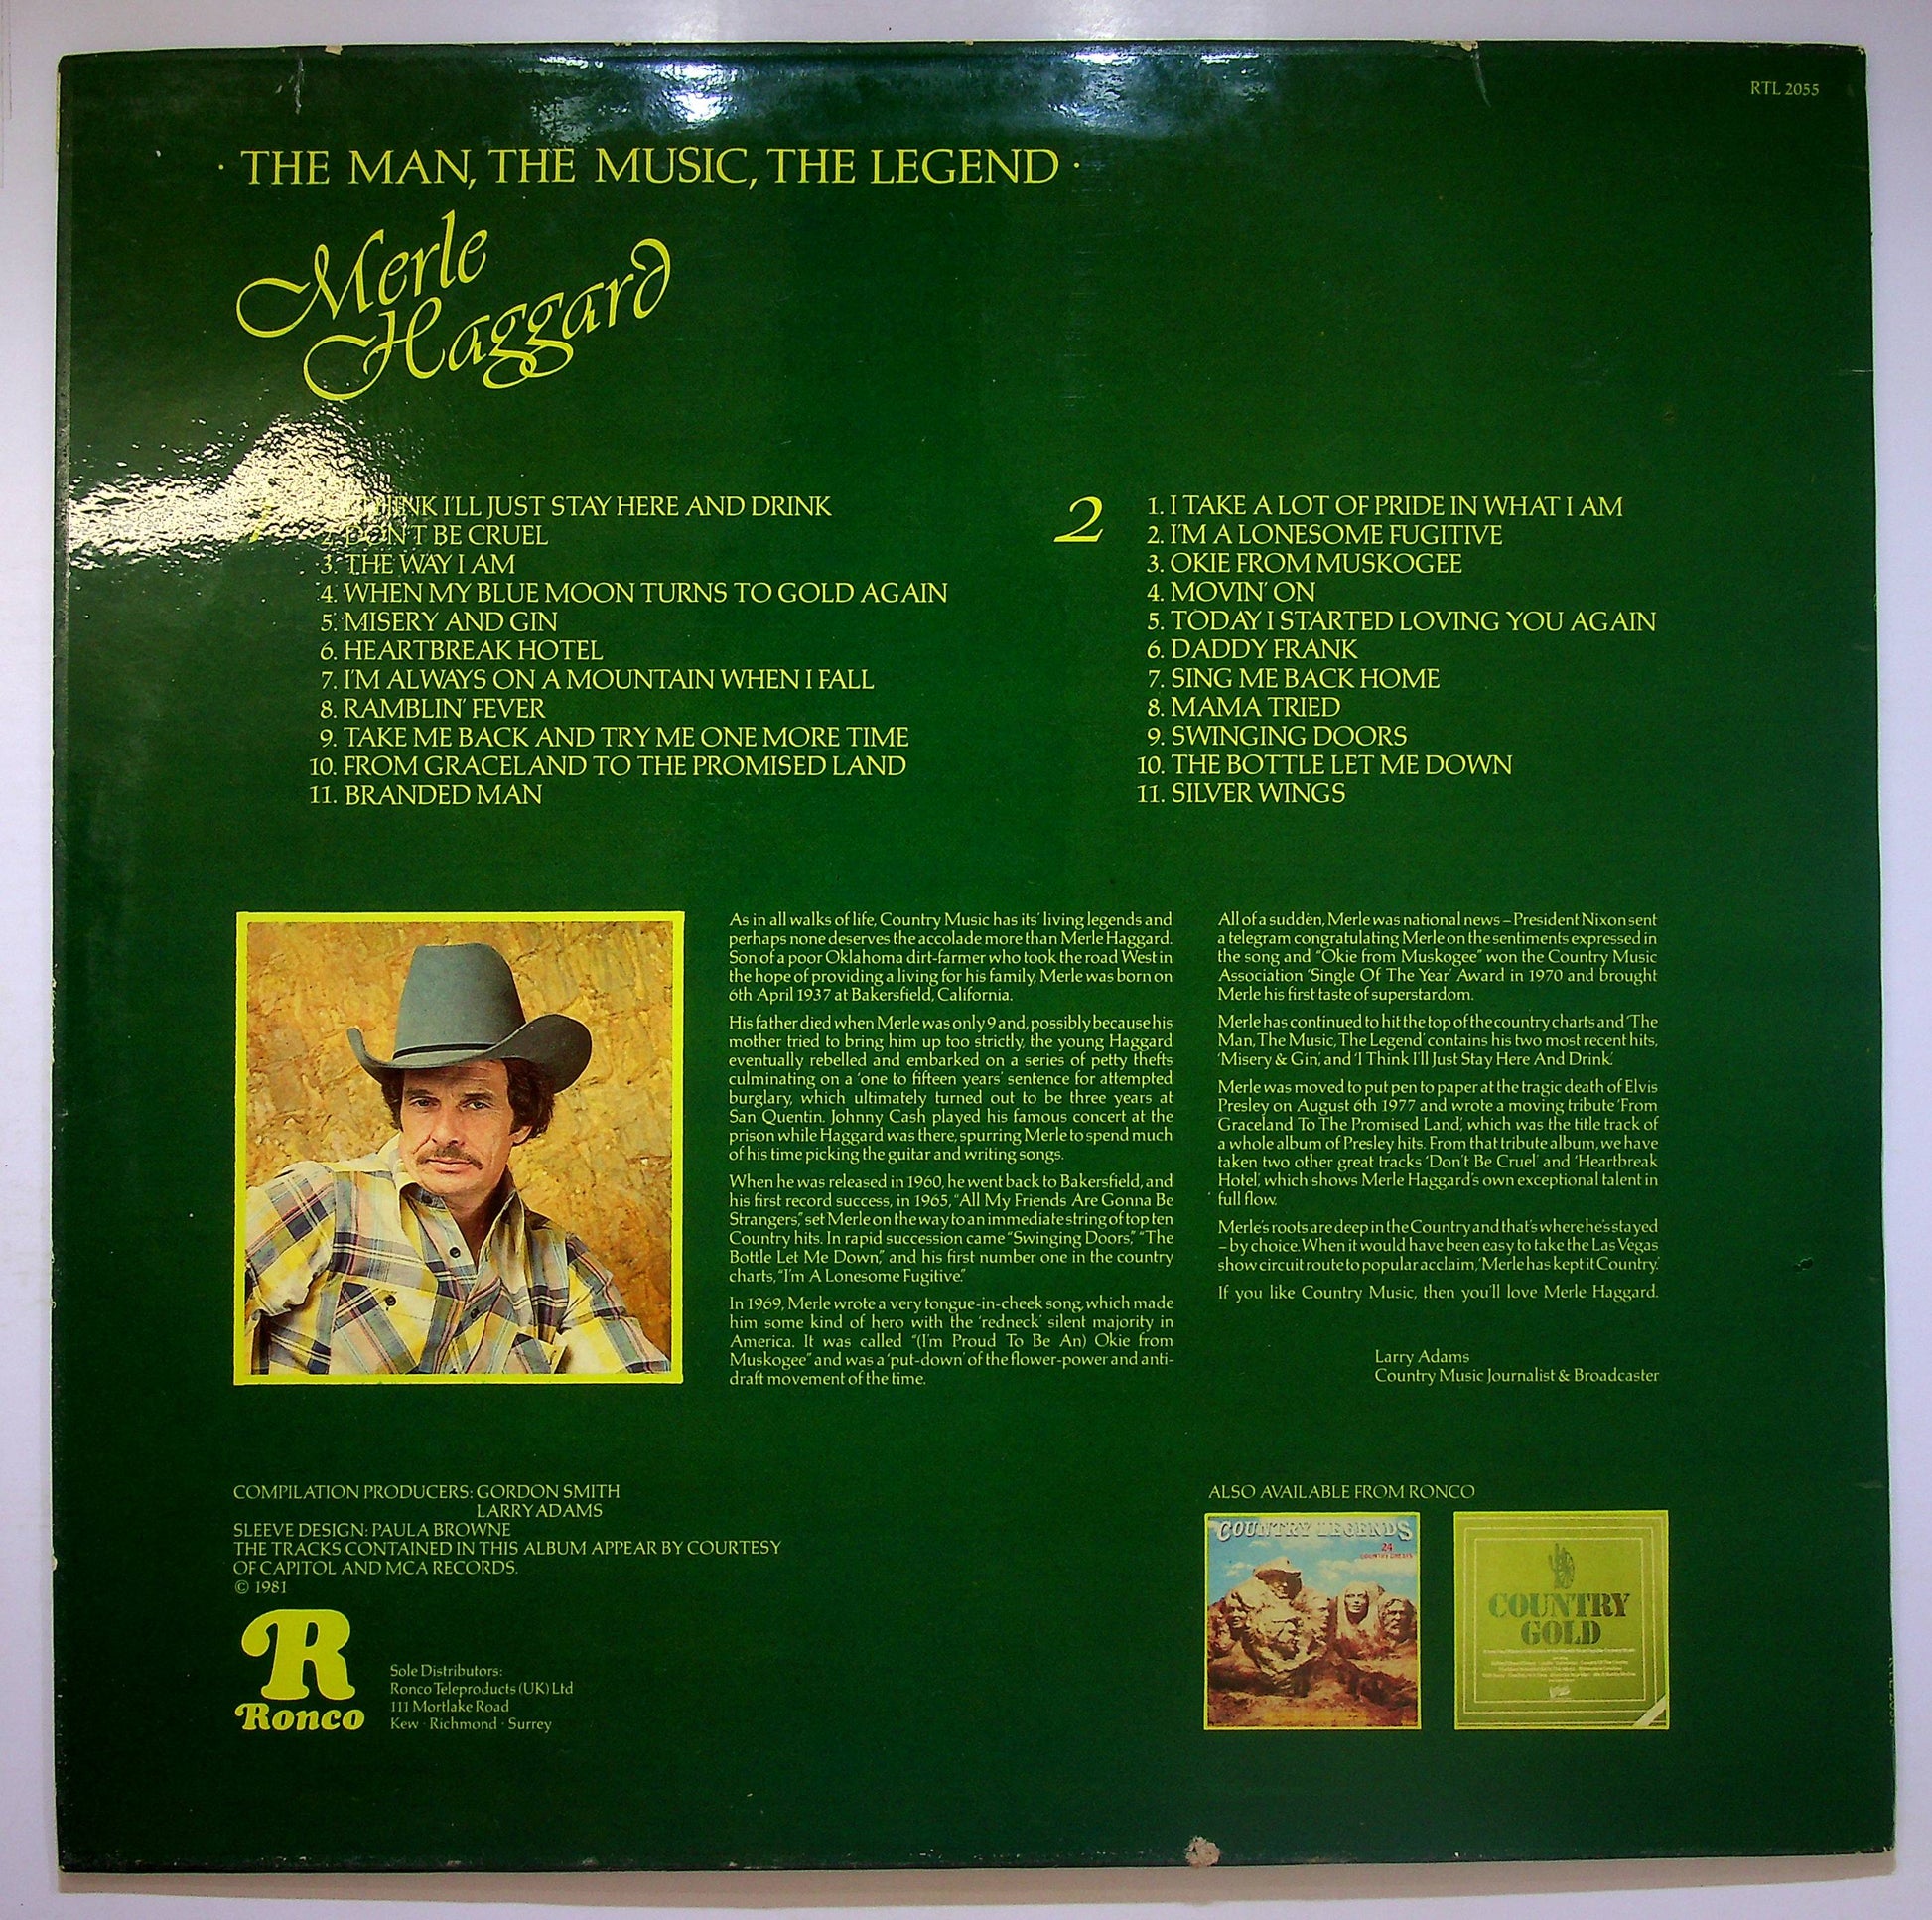 RTL 2055
· THE MAN, THE MUSIC, THE LEGEND ·
Merle
Haggard
I'LL JUST STAY HERE AND DRINK
2. DON'T BE CRUEL
3. THE WAY I AM
4. WHEN MY BLUE MOON TURNS TO GOLD AGAIN
5. MISERY AND GIN
6. HEARTBREAK HOTEL
7. I'M ALWAYS ON A MOUNTAIN WHEN I FALL
8. RAMBLIN' FEVER
9. TAKE ME BACK AND TRY ME ONE MORE TIME
10. FROM GRACELAND TO THE PROMISED LAND
11. BRANDED MAN
2
1. I TAKE A LOT OF PRIDE IN WHAT I AM
2. I'M A LONESOME FUGITIVE
3. OKIE FROM MUSKOGEE
4. MOVIN' ON
5. TODAY I STARTED LOVING YOU AGAIN
6. DADDY FRANK
7. SING ME BACK HOME
8. MAMA TRIED
9. SWINGING DOORS
10. THE BOTTLE LET ME DOWN
11. SILVER WINGS
As in all walks of life, Country Music has its' living legends and
perhaps none deserves the accolade more than Merle Haggard.
Son of a poor Oklahoma dirt-farmer who took the road West in
the hope of providing a living for his family, Merle was born on
6th April 1937 at Bakersfield, California.
His father died when Merle was only 9 and, possibly because his
mother tried to bring him up too strictly, the young Haggard
eventually rebelled and embarked on a series of petty thefts
culminating on a 'one to fifteen years' sentence for attempted
burglary, which ultimately turned out to be three years at
San Quentin. Johnny Cash played his famous concert at the
prison while Haggard was there, spurring Merle to spend much
of his time picking the guitar and writing songs.
When he was released in 1960, he went back to Bakersfield, and
his first record success, in 1965, "All My Friends Are Gonna Be
Strangers," set Merle on the way to an immediate string of top ten
Country hits. In rapid succession came "Swinging Doors," "The
Bottle Let Me Down," and his first number one in the country
charts, "I'm A Lonesome Fugitive."
In 1969, Merle wrote a very tongue-in-cheek song, which made
him some kind of hero with the 'redneck' silent majority in
America. It was called "(I'm Proud To Be An) Okie from
Muskogee" and was a 'put-down' of the flower-power and anti-
draft movement of the time.
All of a sudden, Merle was national news – President Nixon sent
a telegram congratulating Merle on the sentiments expressed in
the song and "Okie from Muskogee" won the Country Music
Association 'Single Of The Year' Award in 1970 and brought
Merle his first taste of superstardom.
Merle has continued to hit the top of the country charts and 'The
Man, The Music, The Legend' contains his two most recent hits,
'Misery & Gin,' and 'I Think I'll Just Stay Here And Drink.'
Merle was moved to put pen to paper at the tragic death of Elvis
Presley on August 6th 1977 and wrote a moving tribute 'From
Graceland To The Promised Land,' which was the title track of
a whole album of Presley hits. From that tribute album, we have
taken two other great tracks 'Don't Be Cruel' and 'Heartbreak
Hotel,' which shows Merle Haggard's own exceptional talent in
full flow.
Merle's roots are deep in the Country and that's where he's stayed
– by choice. When it would have been easy to take the Las Vegas
show circuit route to popular acclaim, 'Merle has kept it Country.'
If you like Country Music, then you'll love Merle Haggard.
Larry Adams
Country Music Journalist & Broadcaster
COMPILATION PRODUCERS: GORDON SMITH
LARRY ADAMS
SLEEVE DESIGN: PAULA BROWNE
THE TRACKS CONTAINED IN THIS ALBUM APPEAR BY COURTESY
OF CAPITOL AND MCA RECORDS.
© 1981
R
Ronco
Sole Distributors:
Ronco Teleproducts (UK) Ltd
111 Mortlake Road
Kew · Richmond · Surrey
ALSO AVAILABLE FROM RONCO
COUNTRY LEGENDS
24
COUNTRY GREATS
COUNTRY
GOLD